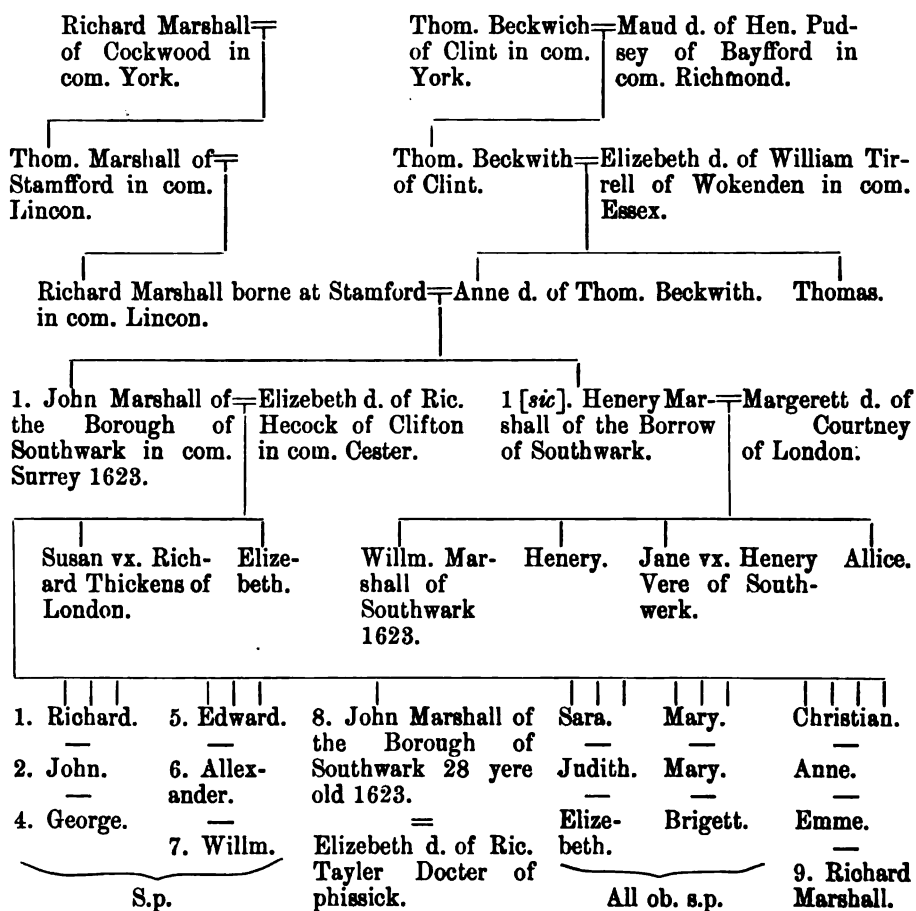 Richard Marshall
of Cockwood in
com. York.
Thom. Beckwich
of Clint in com.
York.
Maud d. of Hen. Pud-
sey of Bayfford in
com. Richmond.
Thom. Marshall of
Stamfford in com.
Lincon.
Thom. Beckwith
of Clint.
Elizebeth d. of William Tir-
rell of Wokenden in com.
Essex.
Richard Marshall borne at Stamford
in com. Lincon.
Anne d. of Thom. Beckwith.
Thomas.
1. John Marshall of
the Borough of
Southwark in com.
Surrey 1623.
Elizebeth d. of Ric.
Hecock of Clifton
in com. Cester.
1 [sic]. Henery Mar-
shall of the Borrow
of Southwark.
Margerett d. of
Courtney
of London.
Susan vx. Rich-
ard Thickens of
London.
Elize-
beth.
Willm. Mar-
shall of
Southwark
1623.
Henery.
Jane vx. Henery
Vere of South-
werk.
Allice.
1. Richard.
2. John.
4. George.
5. Edward.
6. Allex-
ander.
7. Willm.
S.p.
8. John Marshall of
the Borough of
Southwark 28 yere
old 1623.
=
Elizebeth d. of Ric.
Tayler Docter of
phissick.
Sara.
Judith.
Elize-
beth.
Mary.
Mary.
Brigett.
All ob. s.p.
Christian.
Anne.
Emme.
9. Richard
Marshall.